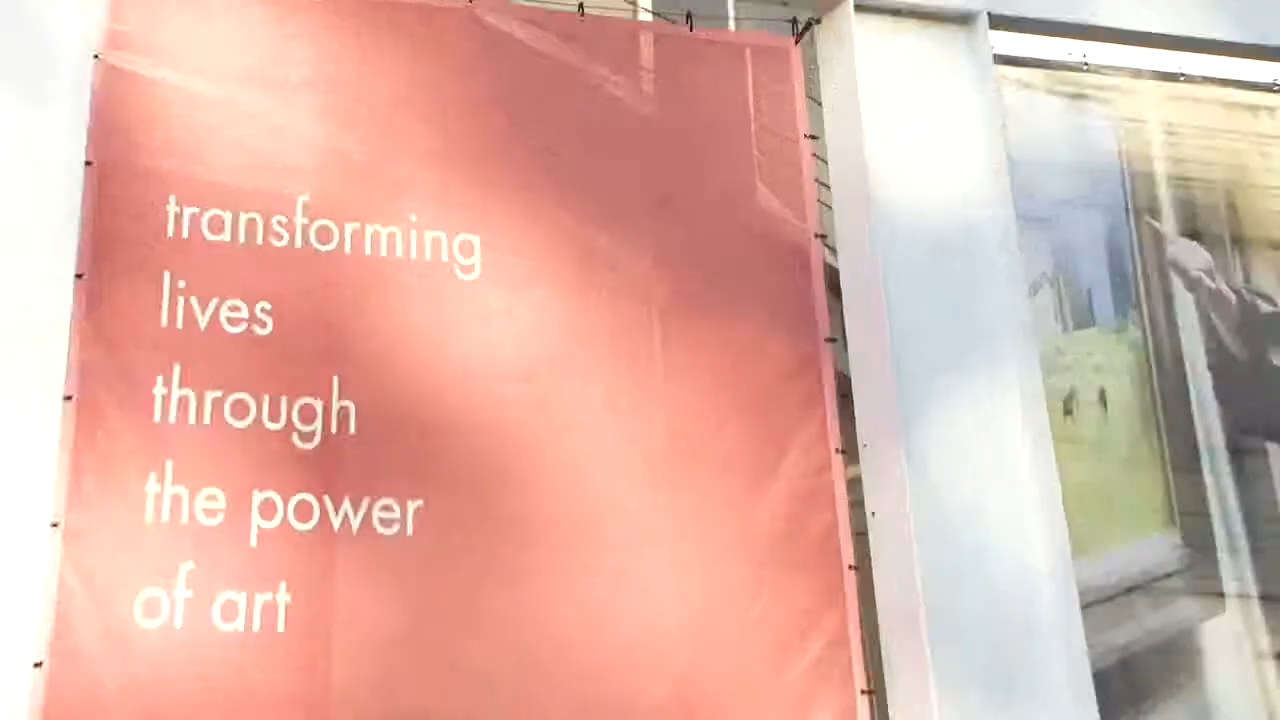 transforming
lives
through
the power
of art